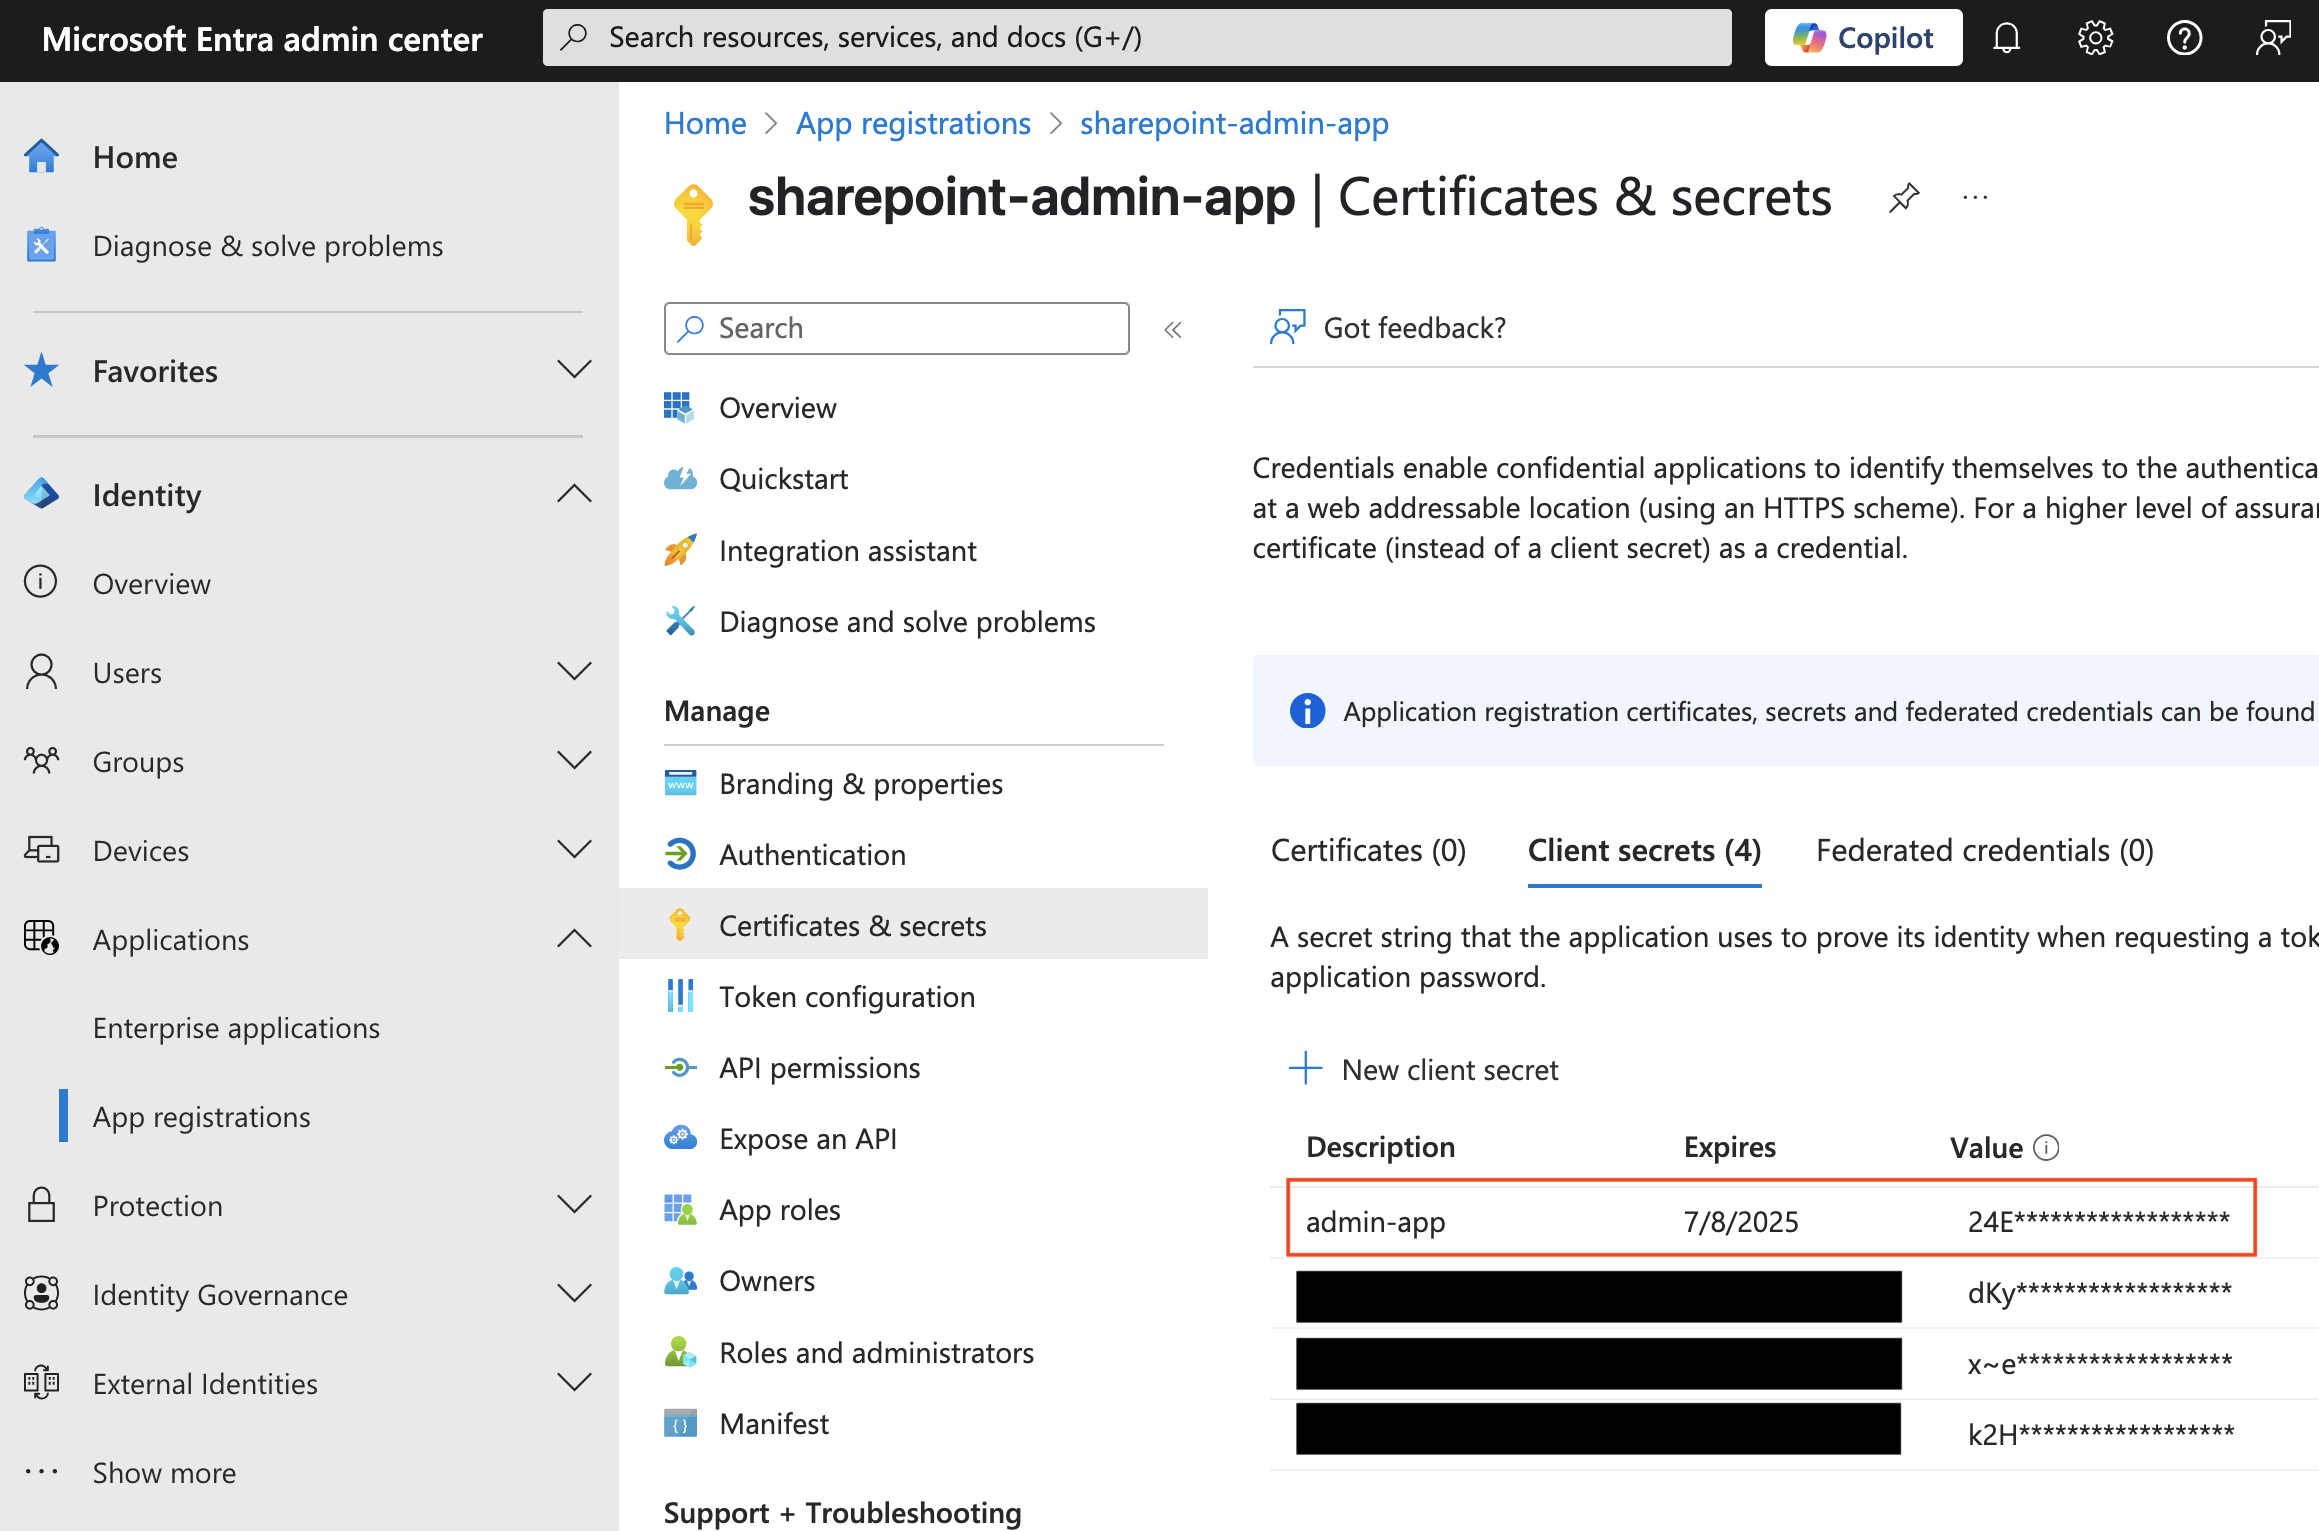 Microsoft Entra admin center
Search resources, services, and docs (G+/)
Copilot
Home
Diagnose & solve problems
Favorites
Identity
Overview
Users
Groups
Devices
Applications
Enterprise applications
App registrations
Protection
Identity Governance
External Identities
Show more
Home > App registrations > sharepoint-admin-app
sharepoint-admin-app | Certificates & secrets
Search
Overview
Quickstart
Integration assistant
Diagnose and solve problems
Manage
Branding & properties
Authentication
Certificates & secrets
Token configuration
API permissions
Expose an API
App roles
Owners
Roles and administrators
Manifest
Support + Troubleshooting
Got feedback?
Credentials enable confidential applications to identify themselves to the authentica
at a web addressable location (using an HTTPS scheme). For a higher level of assurar
certificate (instead of a client secret) as a credential.
Application registration certificates, secrets and federated credentials can be found
Certificates (0) Client secrets (4) Federated credentials (0)
A secret string that the application uses to prove its identity when requesting a tok
application password.
New client secret
Description Expires Value
admin-app 7/8/2025 24E******************
dKy******************
x~e******************
k2H******************